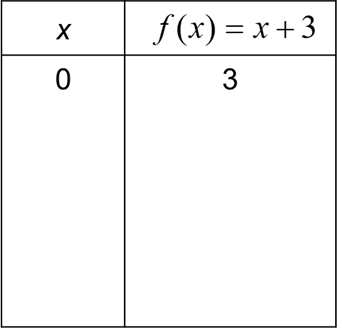 x f(x) = x + 3
0 3